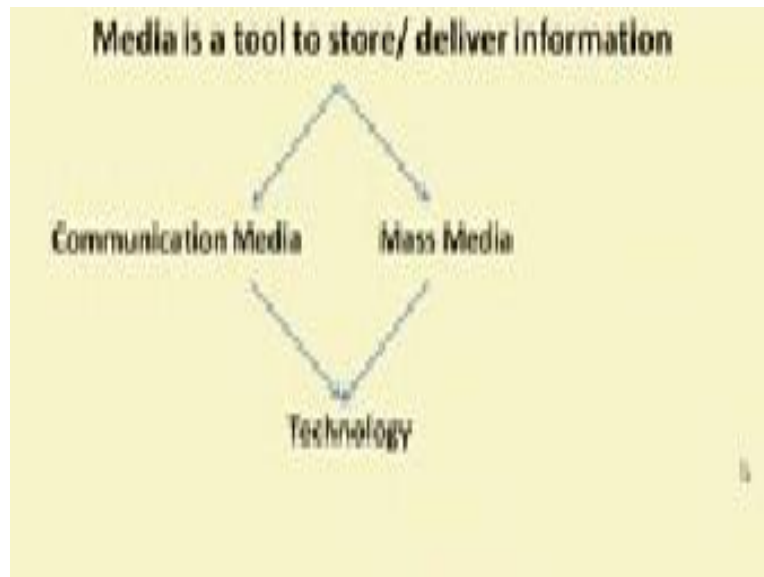 Media is a tool to store/ deliver information
Communication Media
Mass Media
Technology